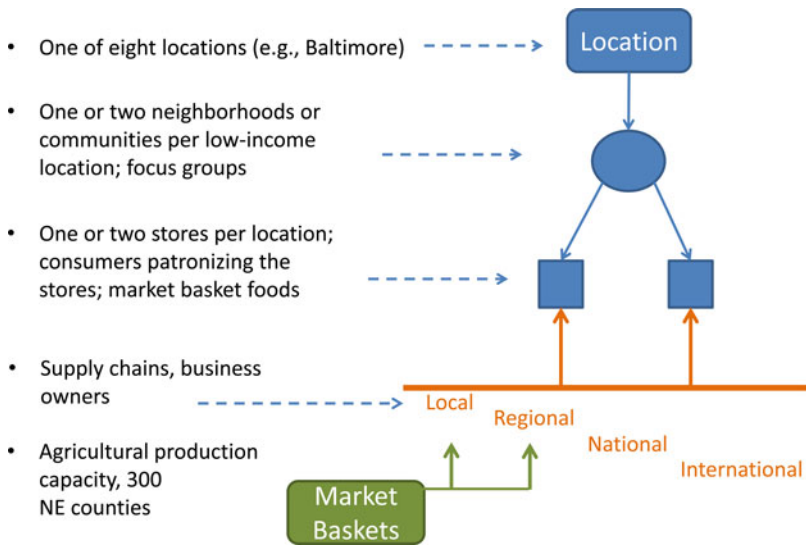 • One of eight locations (e.g., Baltimore)
Location
• One or two neighborhoods or
communities per low-income
location; focus groups
• One or two stores per location;
consumers patronizing the
stores; market basket foods
• Supply chains, business
owners
Local
Regional
National
International
• Agricultural production
capacity, 300
NE counties
Market
Baskets